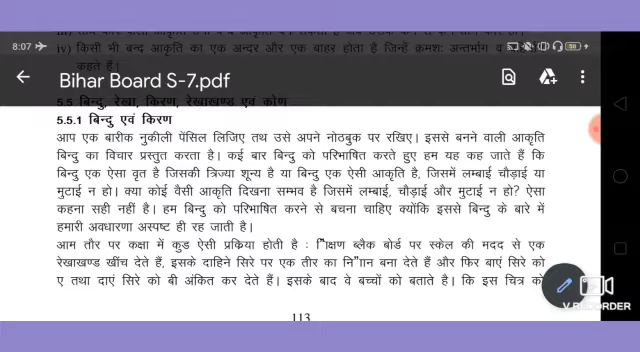 8:07
iv) किसी भी बन्द आकृति का एक अन्दर और एक बाहर होता है जिन्हें क्रमशः अन्तर्भाग व
कहते हैं।
Bihar Board S-7.pdf
5.5 बिन्दु, रेखा, किरण, रेखाखण्ड एवं कोण
5.5.1 बिन्दु एवं किरण
आप एक बारीक नुकीली पेंसिल लिजिए तथ उसे अपने नोठबुक पर रखिए। इससे बनने वाली आकृति
बिन्दु का विचार प्रस्तुत करता है। कई बार बिन्दु को परिभाषित करते हुए हम यह कह जाते हैं कि
बिन्दु एक ऐसा वृत है जिसकी त्रिज्या शून्य है या बिन्दु एक ऐसी आकृति है, जिसमें लम्बाई चौड़ाई या
मुटाई न हो। क्या कोई वैसी आकृति दिखना सम्भव है जिसमें लम्बाई, चौड़ाई और मुटाई न हो? ऐसा
कहना सही नहीं है। हम बिन्दु को परिभाषित करने से बचना चाहिए क्योंकि इससे बिन्दु के बारे में
हमारी अवधारणा अस्पष्ट ही रह जाती है।
आम तौर पर कक्षा में कुड ऐसी प्रक्रिया होती है : िाक्षण ब्लैक बोर्ड पर स्केल की मदद से एक
रेखाखण्ड खींच देते हैं, इसके दाहिने सिरे पर एक तीर का निाान बना देते हैं और फिर बाएं सिरे को
ए तथा दाएं सिरे को बी अंकित कर देते हैं। इसके बाद वे बच्चों को बताते है। कि इस चित्र को
113
V RECORDER